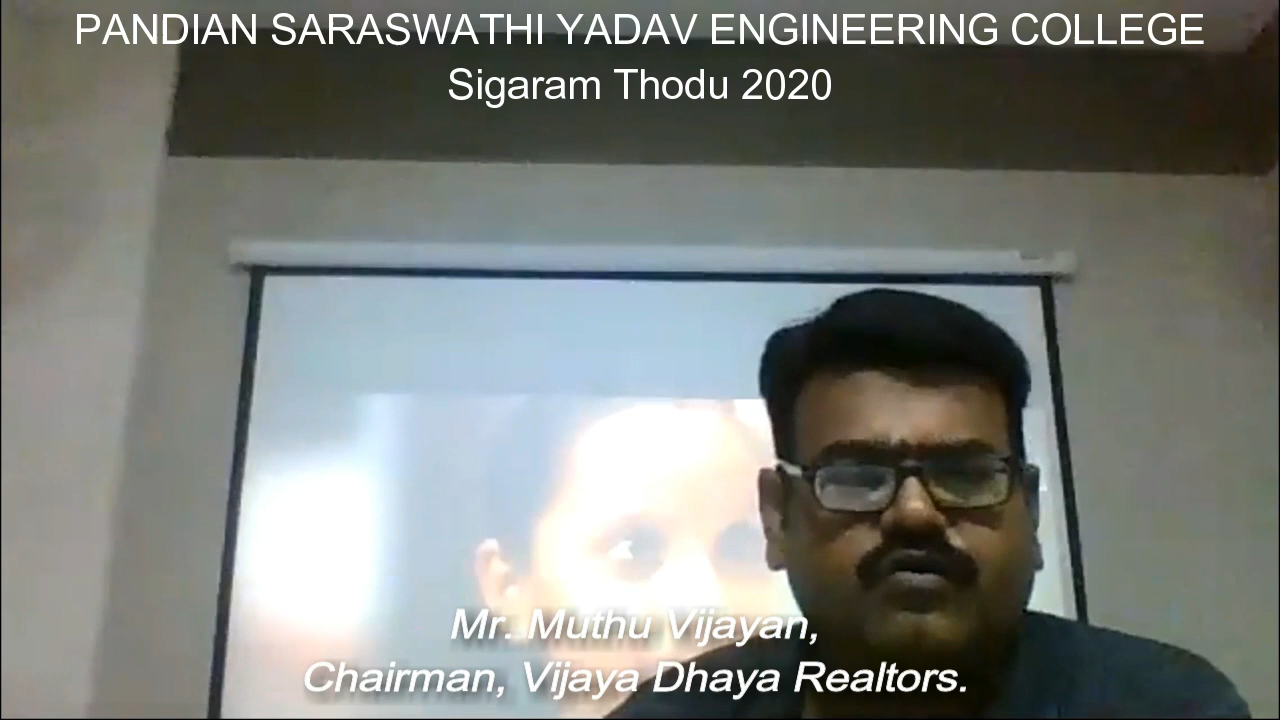 PANDIAN SARASWATHI YADAV ENGINEERING COLLEGE
Sigaram Thodu 2020
Mr. Muthu Vijayan,
Chairman, Vijaya Dhaya Realtors.